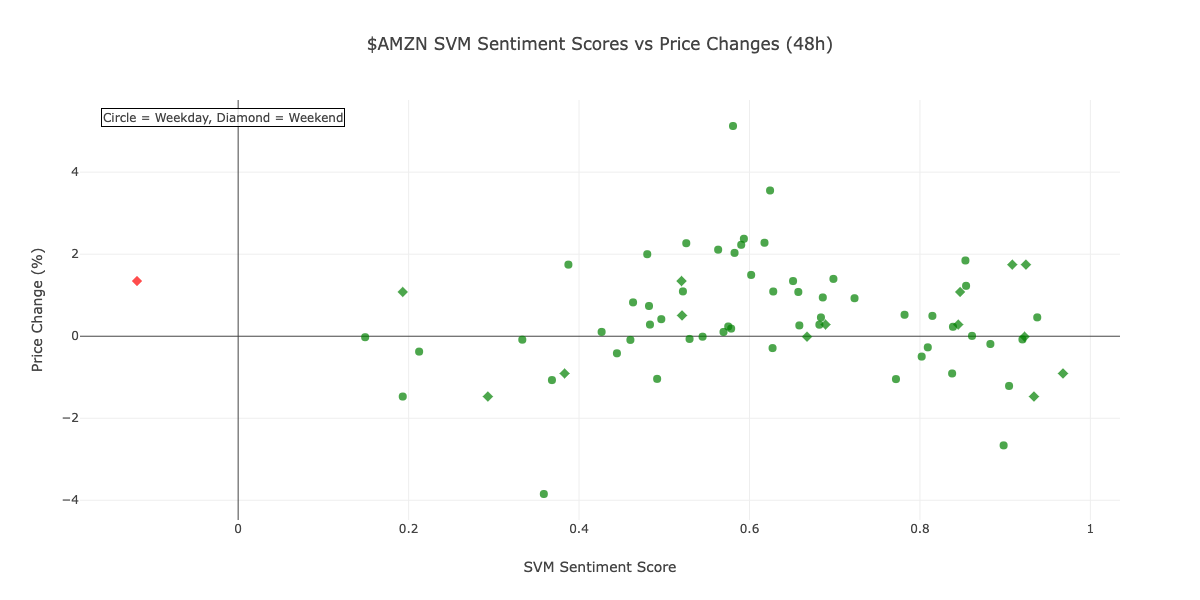 $AMZN SVM Sentiment Scores vs Price Changes (48h)
Circle = Weekday, Diamond = Weekend
Price Change (%)
4
2
0
−2
−4
0
0.2
0.4
0.6
0.8
1
SVM Sentiment Score